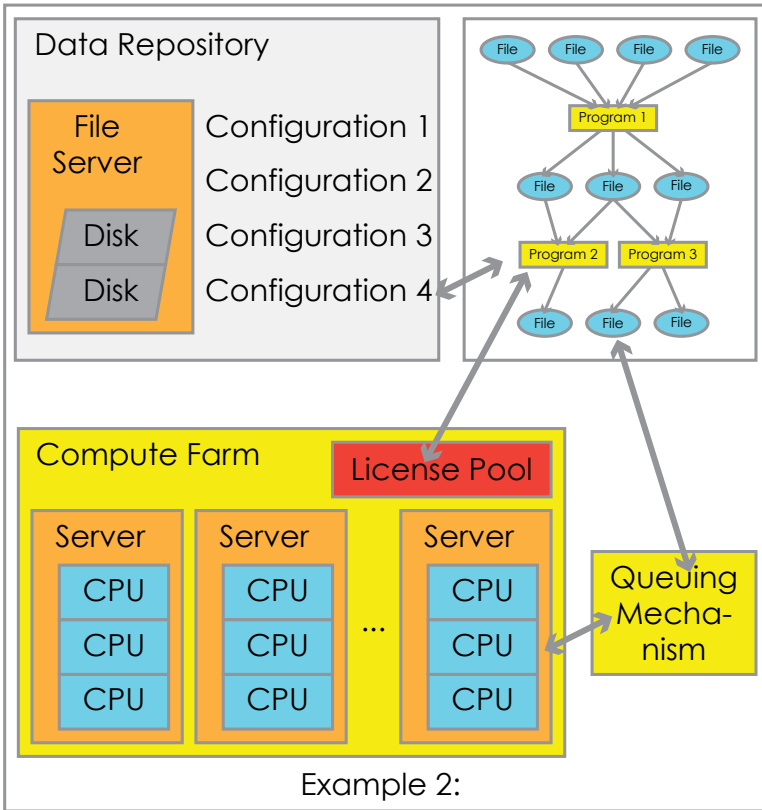 Data Repository
File
Server
Disk
Disk
Configuration 1
Configuration 2
Configuration 3
Configuration 4
File File File File
Program 1
File File File
Program 2 Program 3
File File File
Compute Farm
License Pool
Server Server Server
CPU CPU CPU
CPU CPU ... CPU
CPU CPU CPU
Queuing
Mecha-
nism
Example 2: